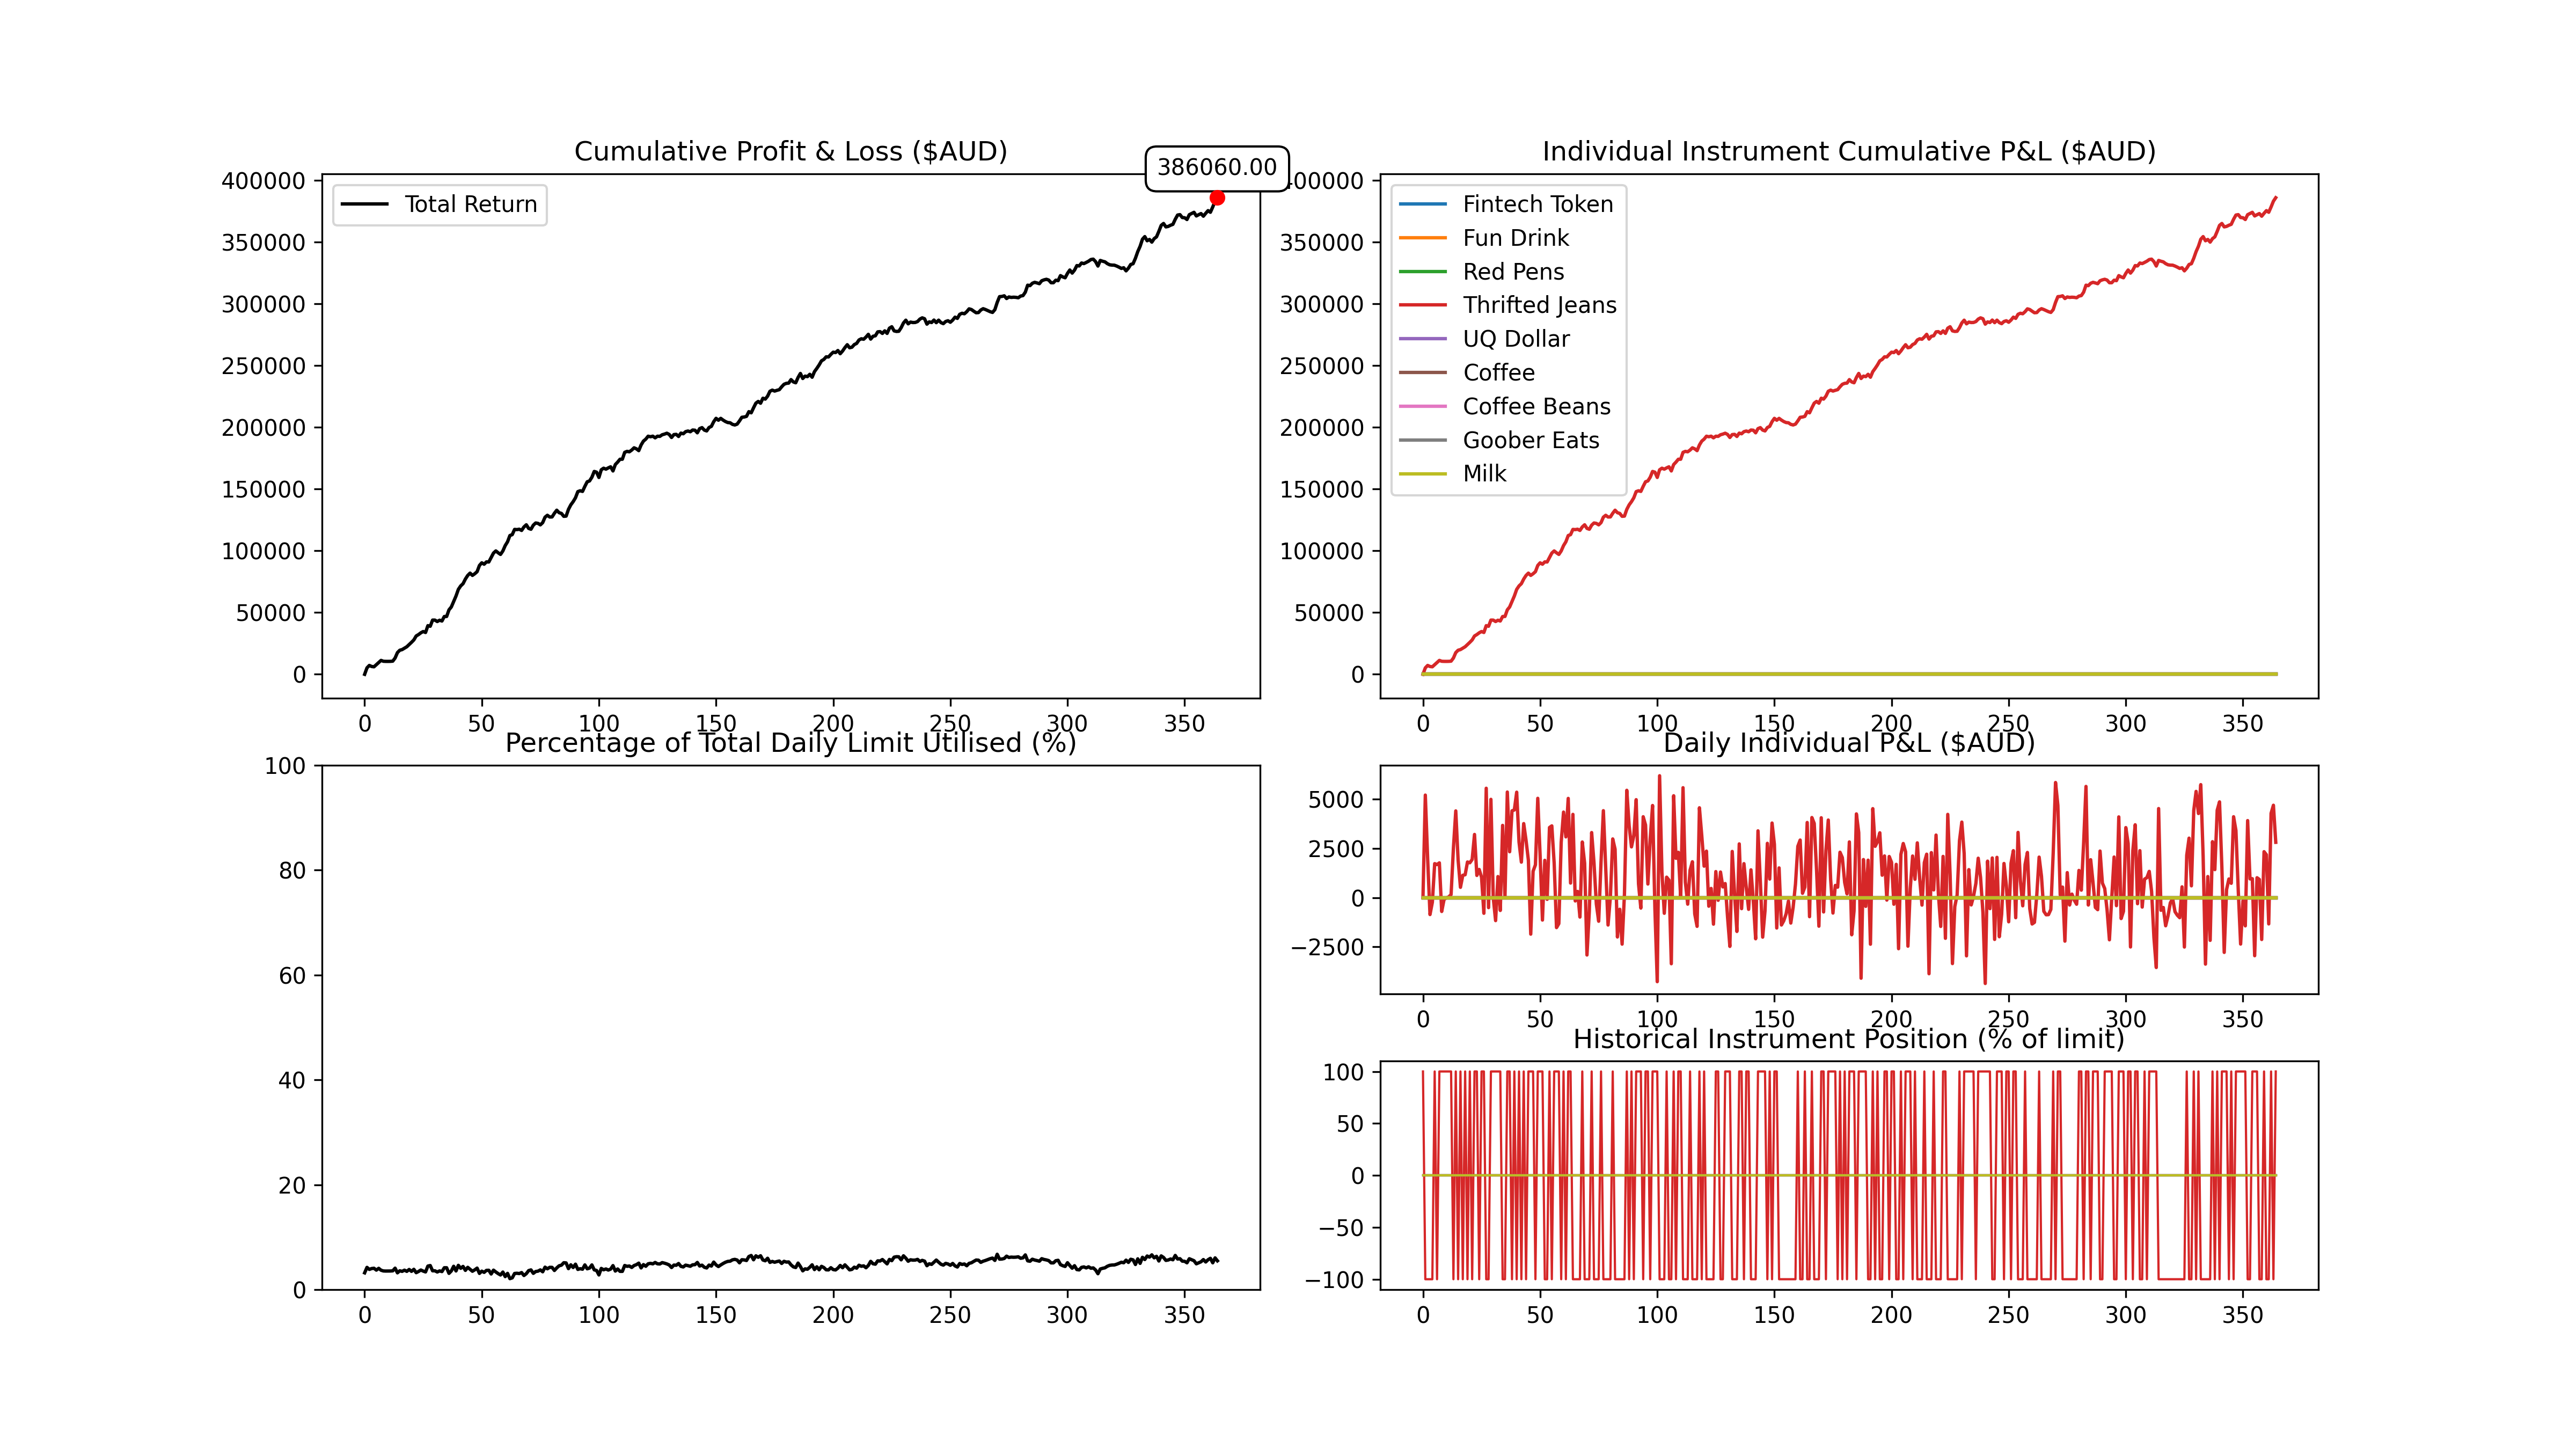 Cumulative Profit & Loss ($AUD)
386060.00
Total Return
400000
350000
300000
250000
200000
150000
100000
50000
0
0 50 100 150 200 250 300 350
Individual Instrument Cumulative P&L ($AUD)
00000
350000
300000
250000
200000
150000
100000
50000
0
Fintech Token
Fun Drink
Red Pens
Thrifted Jeans
UQ Dollar
Coffee
Coffee Beans
Goober Eats
Milk
0 50 100 150 200 250 300 350
Percentage of Total Daily Limit Utilised (%)
100
80
60
40
20
0
0 50 100 150 200 250 300 350
Daily Individual P&L ($AUD)
5000
2500
0
−2500
0 50 100 150 200 250 300 350
Historical Instrument Position (% of limit)
100
50
0
−50
−100
0 50 100 150 200 250 300 350